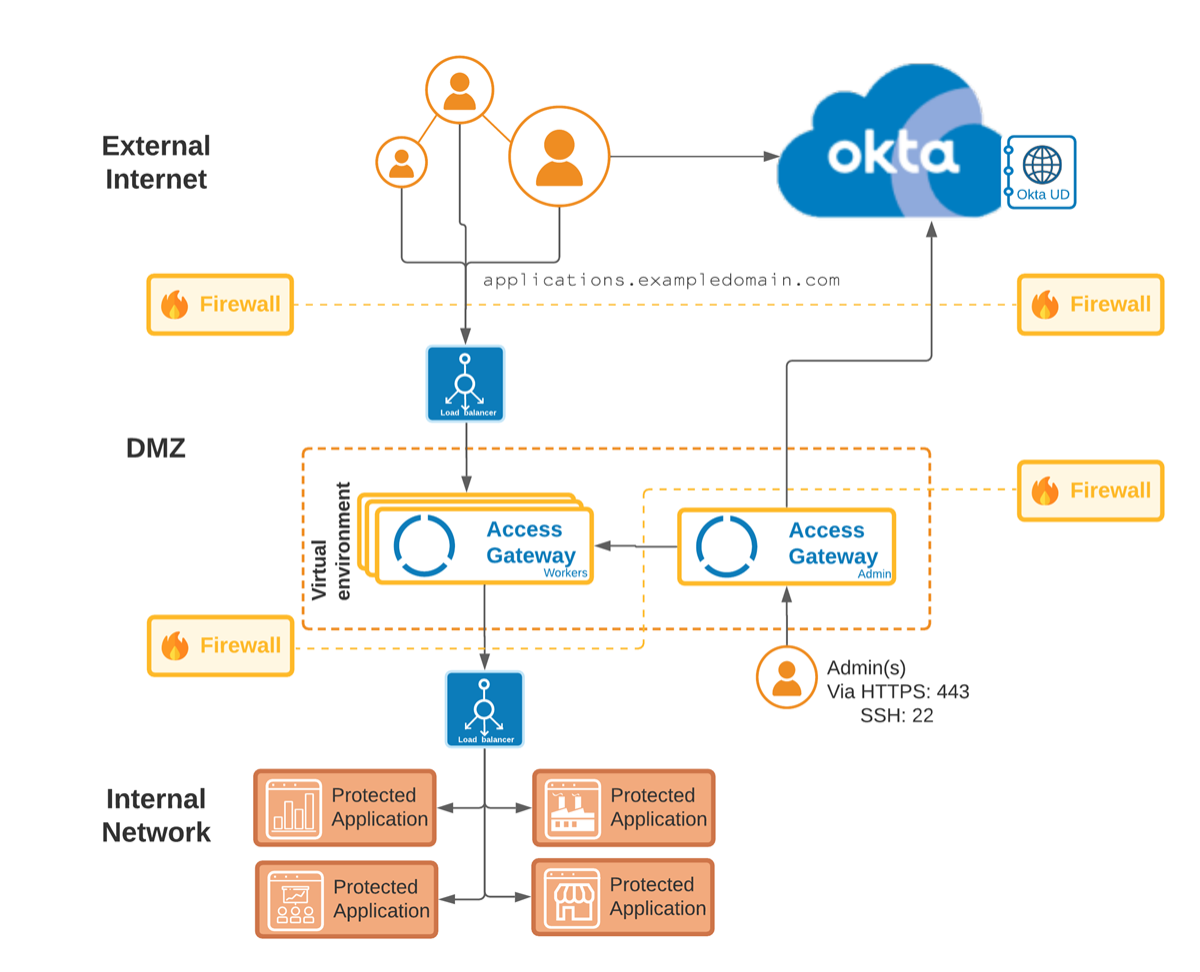 External
Internet
okta
Okta UD
applications.exampledomain.com
Firewall
Firewall
Load balancer
DMZ
Virtual
environment
Access
Gateway
Workers
Access
Gateway
Admin
Firewall
Firewall
Admin(s)
Via HTTPS: 443
SSH: 22
Load balancer
Internal
Network
Protected
Application
Protected
Application
Protected
Application
Protected
Application